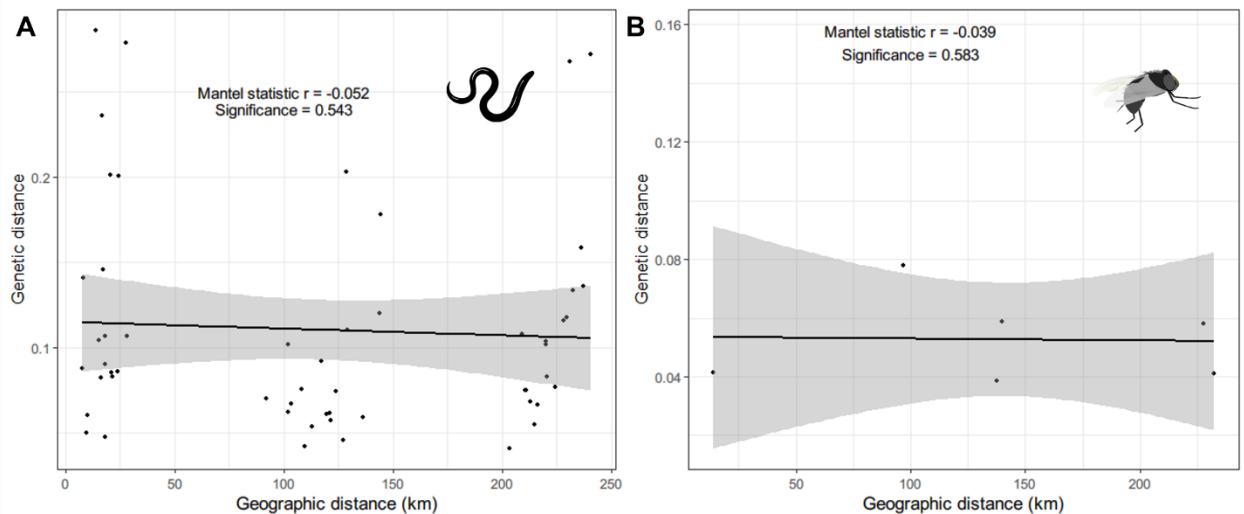 A
Mantel statistic r = -0.052
Significance = 0.543
Genetic distance
0.2
0.1
0
50
100
150
200
250
Geographic distance (km)
B
Mantel statistic r = -0.039
Significance = 0.583
Genetic distance
0.16
0.12
0.08
0.04
50
100
150
200
Geographic distance (km)